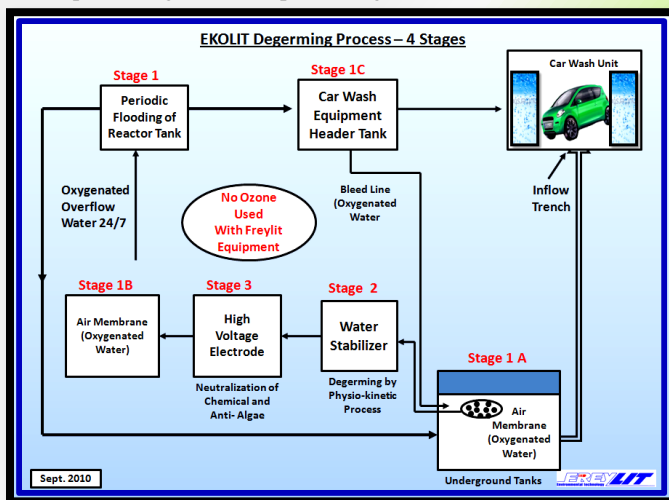 EKOLIT Degerming Process – 4 Stages
Stage 1
Periodic
Flooding of
Reactor Tank
Stage 1C
Car Wash
Equipment
Header Tank
Car Wash Unit
Oxygenated
Overflow
Water 24/7
No Ozone
Used
With Freylit
Equipment
Bleed Line
(Oxygenated
Water
Inflow
Trench
Stage 1B
Air Membrane
(Oxygenated
Water)
Stage 3
High
Voltage
Electrode
Neutralization of
Chemical and
Anti- Algae
Stage 2
Water
Stabilizer
Degerming by
Physio-kinetic
Process
Stage 1 A
Air
Membrane
(Oxygenated
Water)
Underground Tanks
Sept. 2010
FREYLIT